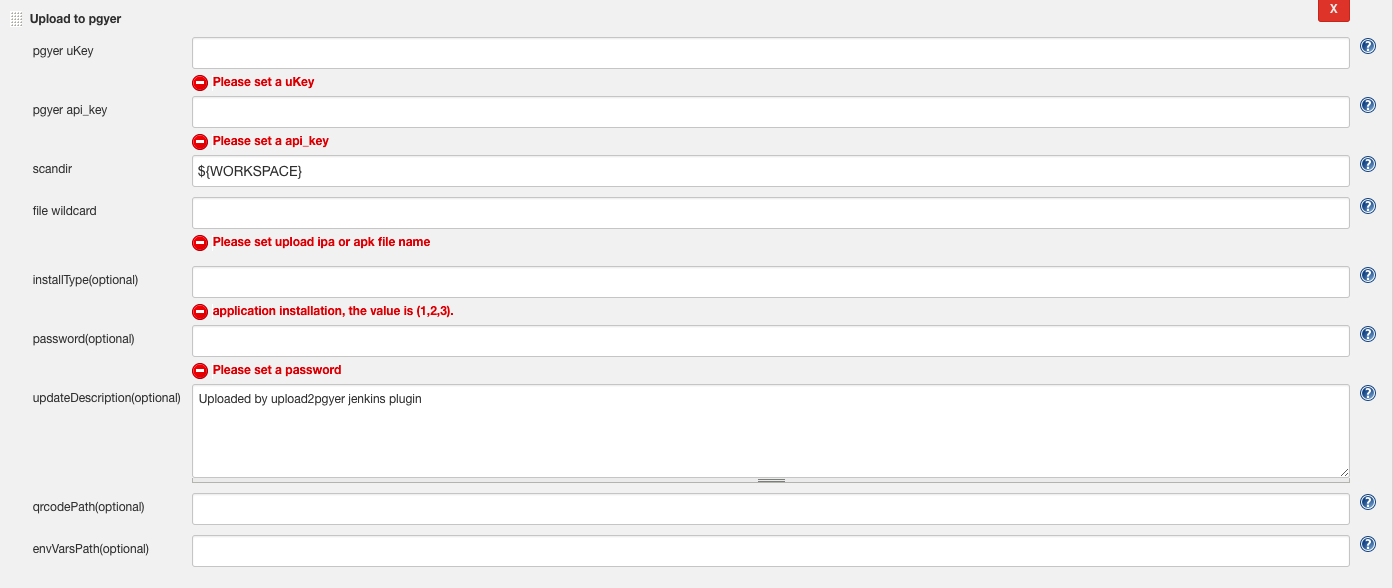 Upload to pgyer
X
pgyer uKey
?
Please set a uKey
pgyer api_key
?
Please set a api_key
scandir
${WORKSPACE}
?
file wildcard
?
Please set upload ipa or apk file name
installType(optional)
?
application installation, the value is (1,2,3).
password(optional)
?
Please set a password
updateDescription(optional)
Uploaded by upload2pgyer jenkins plugin
?
qrcodePath(optional)
?
envVarsPath(optional)
?